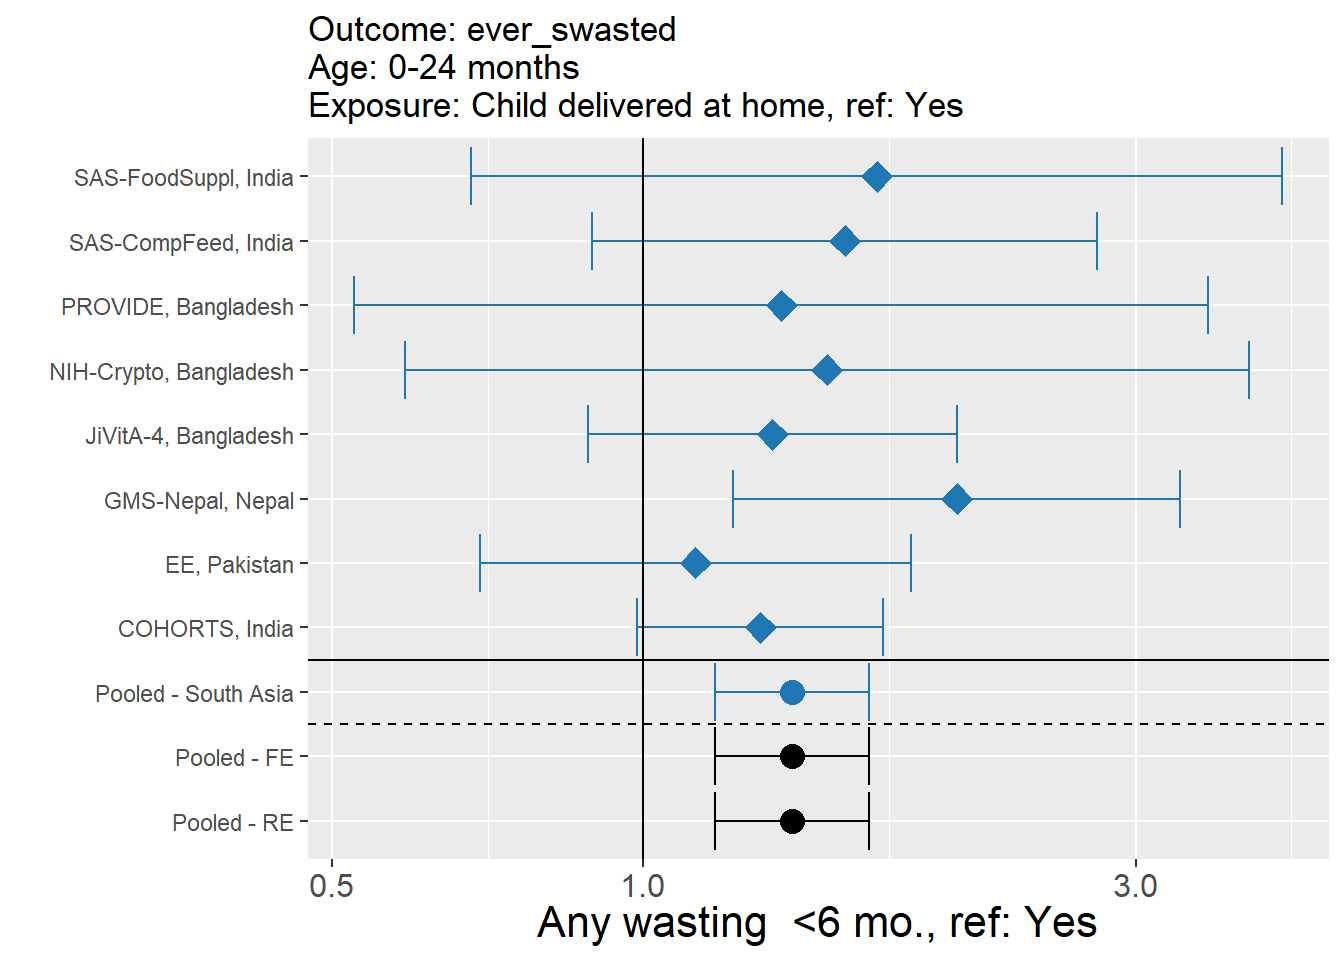 Outcome: ever_swasted
Age: 0-24 months
Exposure: Child delivered at home, ref: Yes
SAS-FoodSuppl, India
SAS-CompFeed, India
PROVIDE, Bangladesh
NIH-Crypto, Bangladesh
JiVitA-4, Bangladesh
GMS-Nepal, Nepal
EE, Pakistan
COHORTS, India
Pooled - South Asia
Pooled - FE
Pooled - RE
0.5 1.0 3.0
Any wasting  <6 mo., ref: Yes